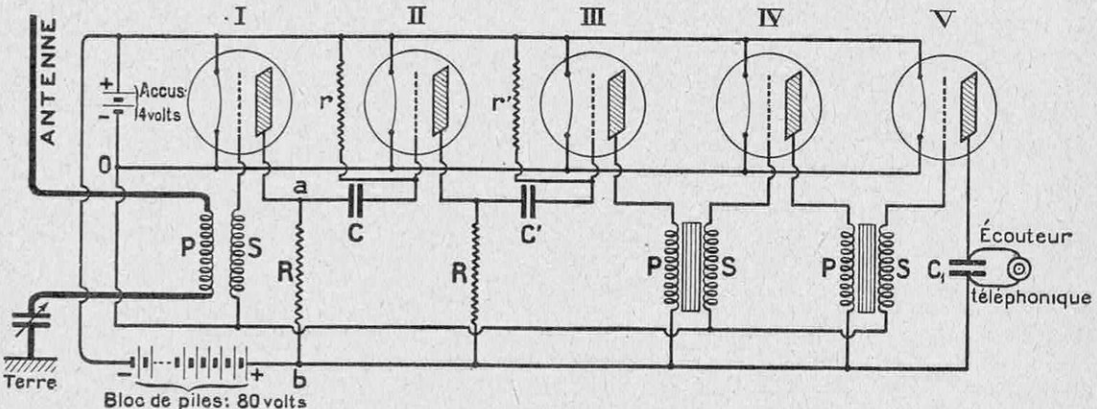 I II III IV V
ANTENNE
+ Accus
- 4 volts
r r'
O
a
C C'
P S R R P S P S C₁
Écouteur
téléphonique
- +
b
Terre
Bloc de piles: 80 volts